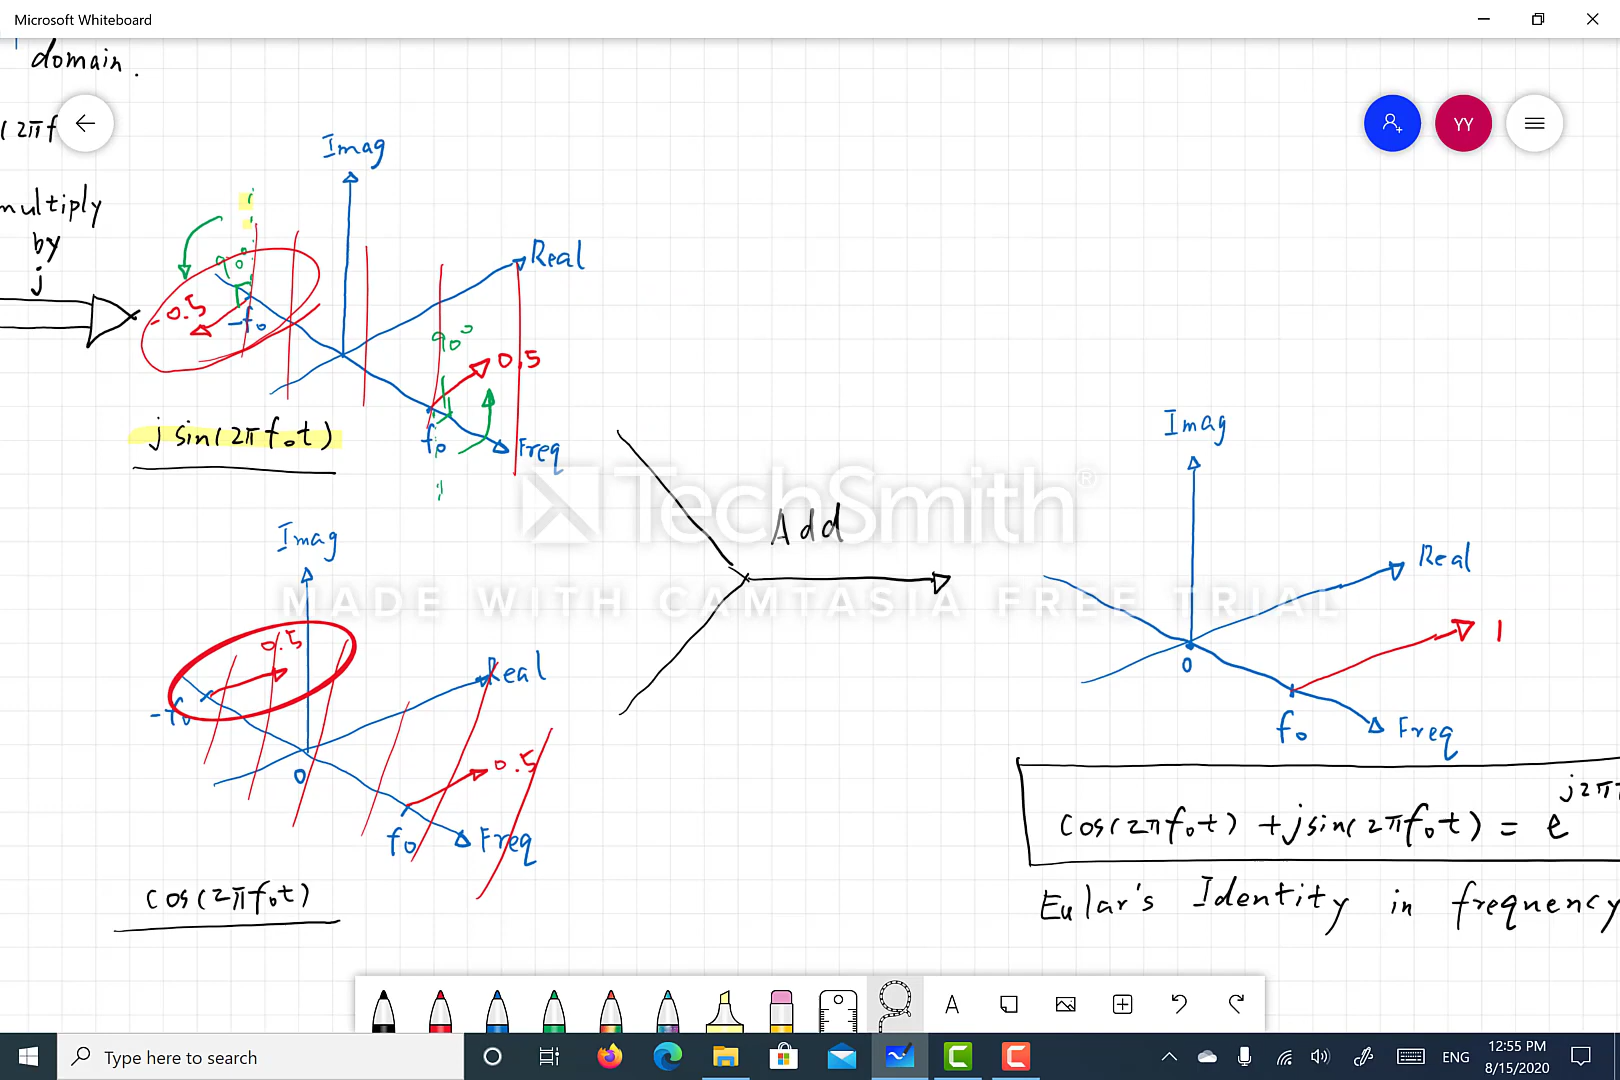 Microsoft Whiteboard
domain.
(2πf
multiply
by
j
Imag
Real
90°
-0.5
-f₀
90°
0.5
f₀
Freq
j sin(2πf₀t)
Imag
0.5
Real
-f₀
0
0.5
f₀
Freq
cos(2πf₀t)
Add
YY
Imag
Real
1
0
f₀
Freq
cos(2πf₀t) + jsin(2πf₀t) = e^j2π
Eular's Identity in frequency
TechSmith®
MADE WITH CAMTASIA FREE TRIAL
A
Type here to search
ENG
12:55 PM
8/15/2020